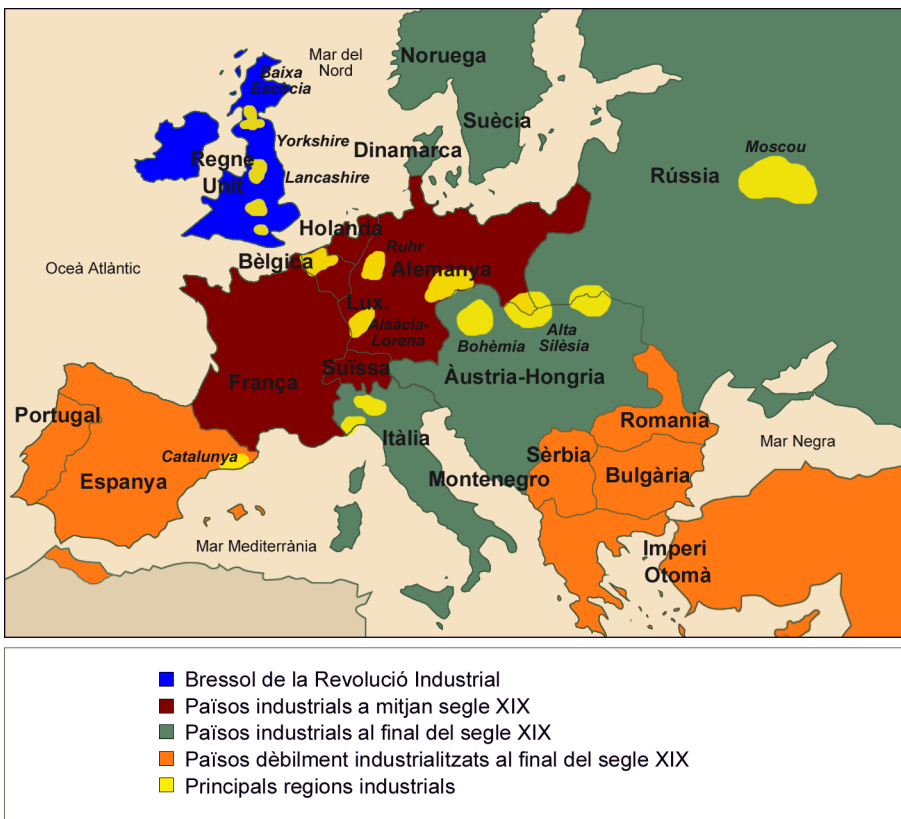 Noruega
Mar del
Nord
Baixa
Escòcia
Suècia
Yorkshire
Dinamarca
Moscou
Regne
Unit
Lancashire
Rússia
Holanda
Ruhr
Bèlgica
Oceà Atlàntic
Alemanya
Lux.
Alsàcia-
Lorena
Bohèmia
Alta
Silèsia
Suïssa
França
Àustria-Hongria
Portugal
Romania
Itàlia
Mar Negra
Catalunya
Sèrbia
Espanya
Montenegro
Bulgària
Mar Mediterrània
Imperi
Otomà
Bressol de la Revolució Industrial
Països industrials a mitjan segle XIX
Països industrials al final del segle XIX
Països dèbilment industrialitzats al final del segle XIX
Principals regions industrials